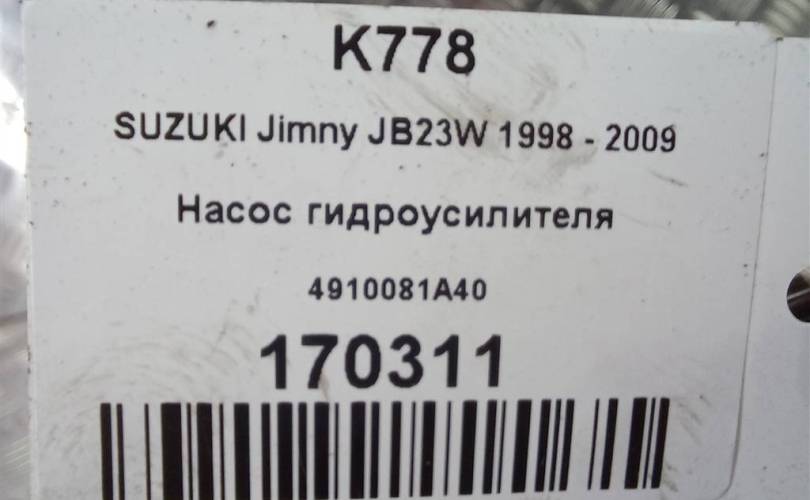 K778
SUZUKI Jimny JB23W 1998 - 2009
Насос гидроусилителя
4910081A40
170311